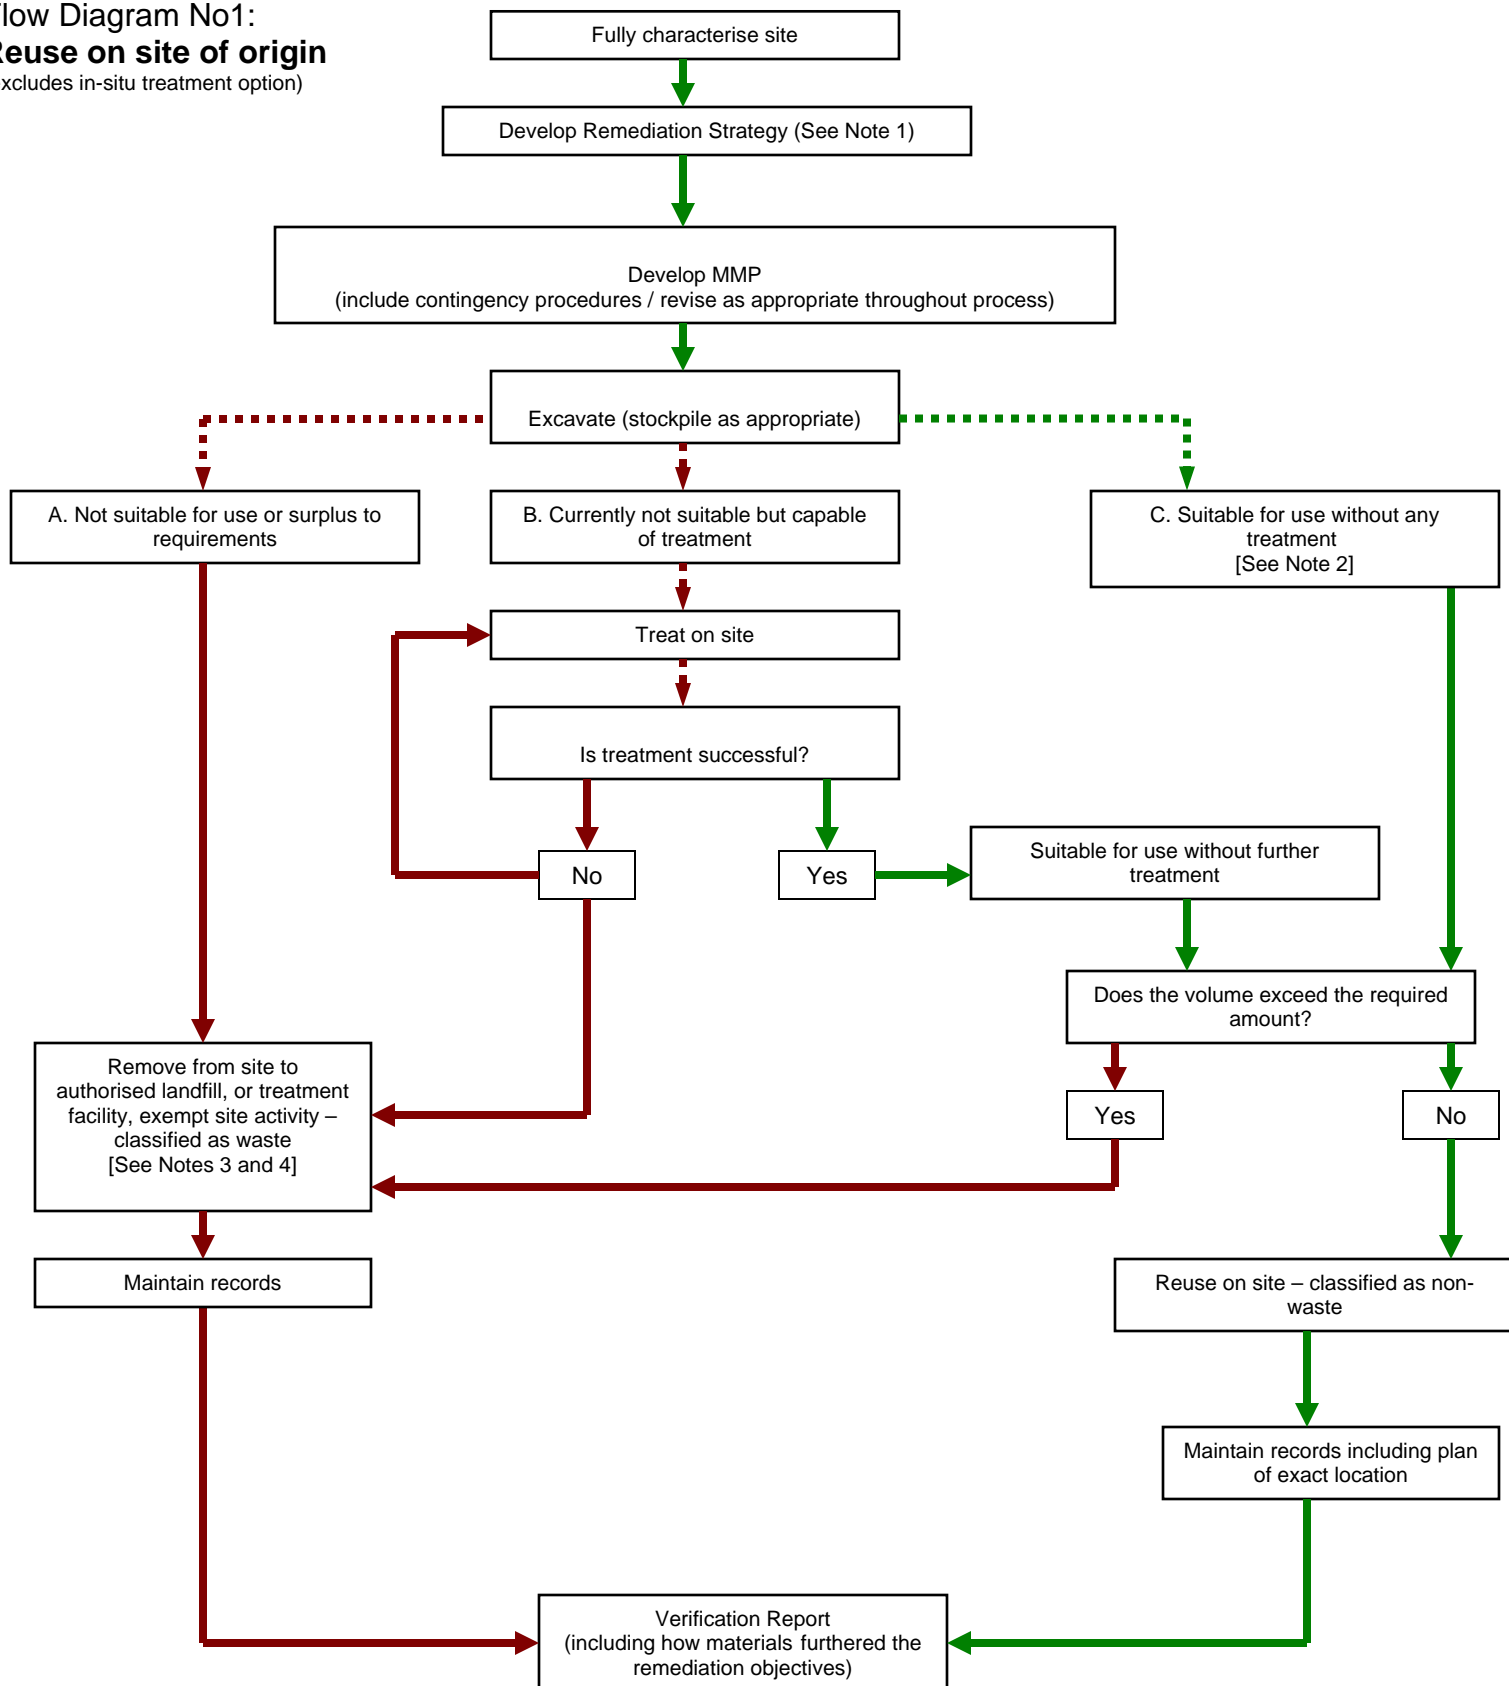 low Diagram No1:
Reuse on site of origin
xcludes in-situ treatment option)
Fully characterise site
Develop Remediation Strategy (See Note 1)
Develop MMP
(include contingency procedures / revise as appropriate throughout process)
Excavate (stockpile as appropriate)
A. Not suitable for use or surplus to
requirements
B. Currently not suitable but capable
of treatment
C. Suitable for use without any
treatment
[See Note 2]
Treat on site
Is treatment successful?
No
Yes
Suitable for use without further
treatment
Does the volume exceed the required
amount?
Yes
No
Remove from site to
authorised landfill, or treatment
facility, exempt site activity –
classified as waste
[See Notes 3 and 4]
Maintain records
Reuse on site – classified as non-
waste
Maintain records including plan
of exact location
Verification Report
(including how materials furthered the
remediation objectives)